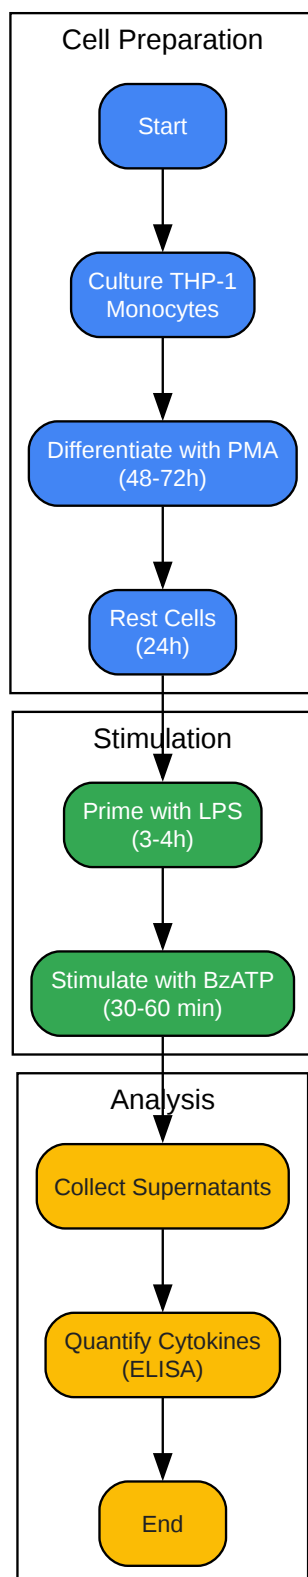 Cell Preparation
Start
Culture THP-1
Monocytes
Differentiate with PMA
(48-72h)
Rest Cells
(24h)
Stimulation
Prime with LPS
(3-4h)
Stimulate with BzATP
(30-60 min)
Analysis
Collect Supernatants
Quantify Cytokines
(ELISA)
End